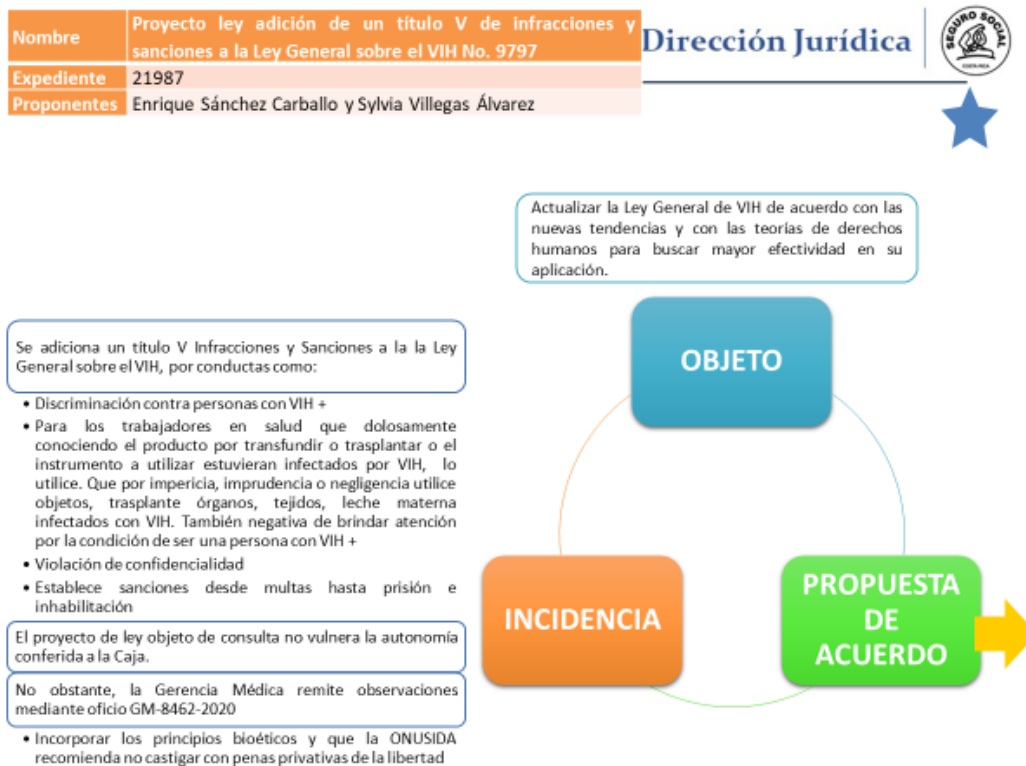 Nombre
Proyecto ley adición de un título V de infracciones y
sanciones a la Ley General sobre el VIH No. 9797
Expediente 21987
Proponentes Enrique Sánchez Carballo y Sylvia Villegas Álvarez
Dirección Jurídica
SEGURO SOCIAL
COSTA RICA
Actualizar la Ley General de VIH de acuerdo con las
nuevas tendencias y con las teorías de derechos
humanos para buscar mayor efectividad en su
aplicación.
OBJETO
Se adiciona un título V Infracciones y Sanciones a la la Ley
General sobre el VIH, por conductas como:
• Discriminación contra personas con VIH +
• Para los trabajadores en salud que dolosamente
conociendo el producto por transfundir o trasplantar o el
instrumento a utilizar estuvieran infectados por VIH, lo
utilice. Que por impericia, imprudencia o negligencia utilice
objetos, trasplante órganos, tejidos, leche materna
infectados con VIH. También negativa de brindar atención
por la condición de ser una persona con VIH +
• Violación de confidencialidad
• Establece sanciones desde multas hasta prisión e
inhabilitación
El proyecto de ley objeto de consulta no vulnera la autonomía
conferida a la Caja.
No obstante, la Gerencia Médica remite observaciones
mediante oficio GM-8462-2020
• Incorporar los principios bioéticos y que la ONUSIDA
recomienda no castigar con penas privativas de la libertad
INCIDENCIA
PROPUESTA
DE
ACUERDO